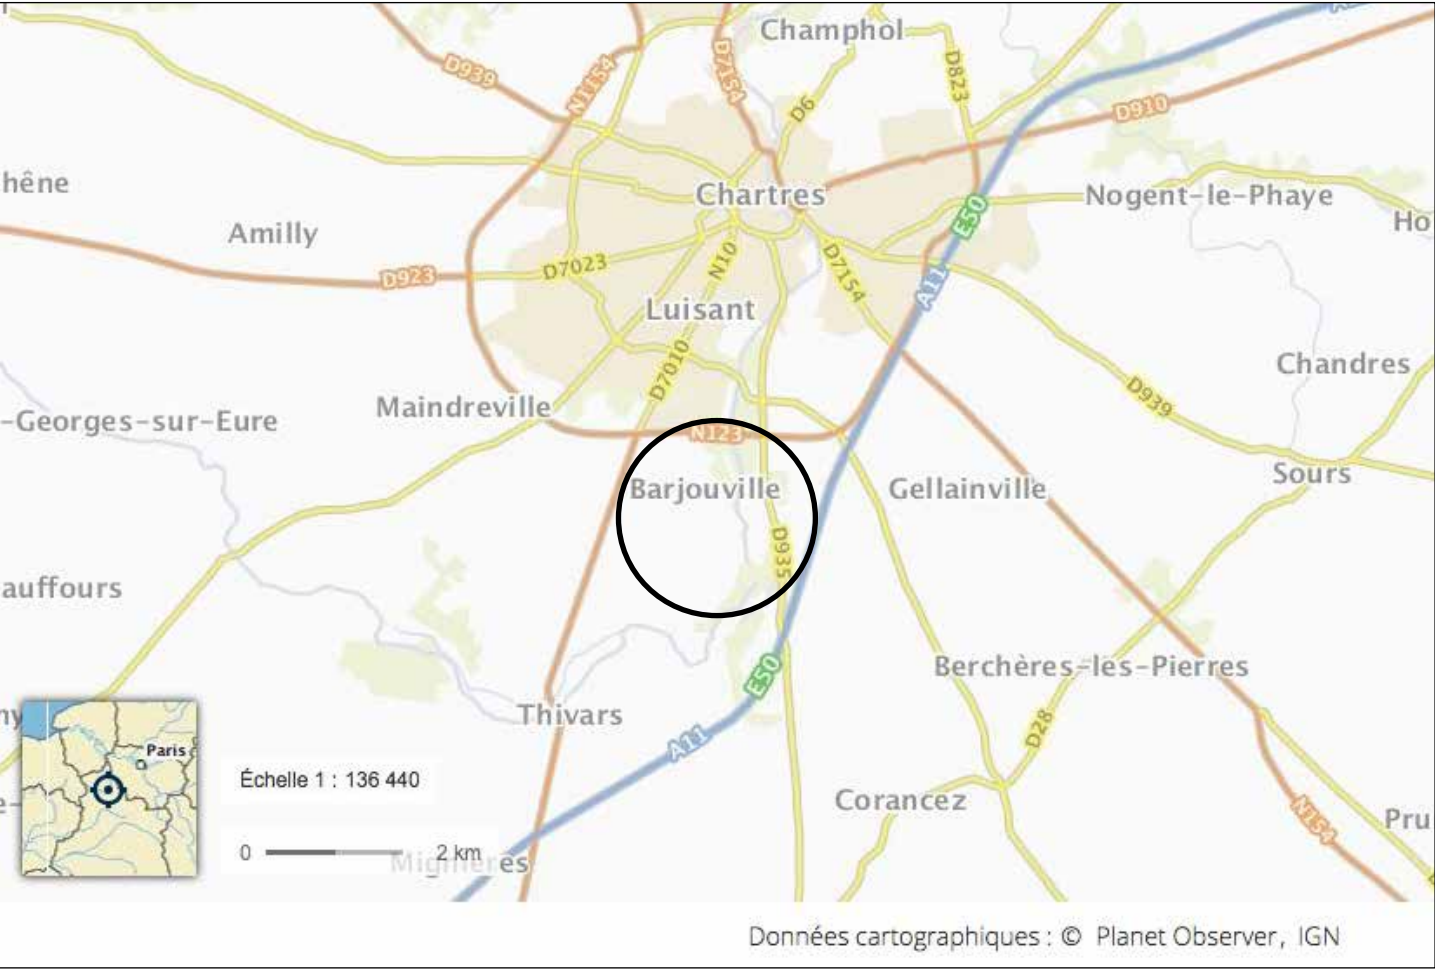 Champhol
D939
N1154
D7154
D823
D6
D910
hêne
Chartres
Nogent-le-Phaye
E50
Ho
Amilly
D923
D7023
N10
D7154
A11
Luisant
D7010
Chandres
D939
Maindreville
-Georges-sur-Eure
N123
Sours
Barjouville
Gellainville
D935
auffours
Berchères-les-Pierres
E50
Thivars
D28
A11
Paris
Échelle 1 : 136 440
Corancez
N154
Pru
0 2 km
Mignières
Données cartographiques : © Planet Observer, IGN